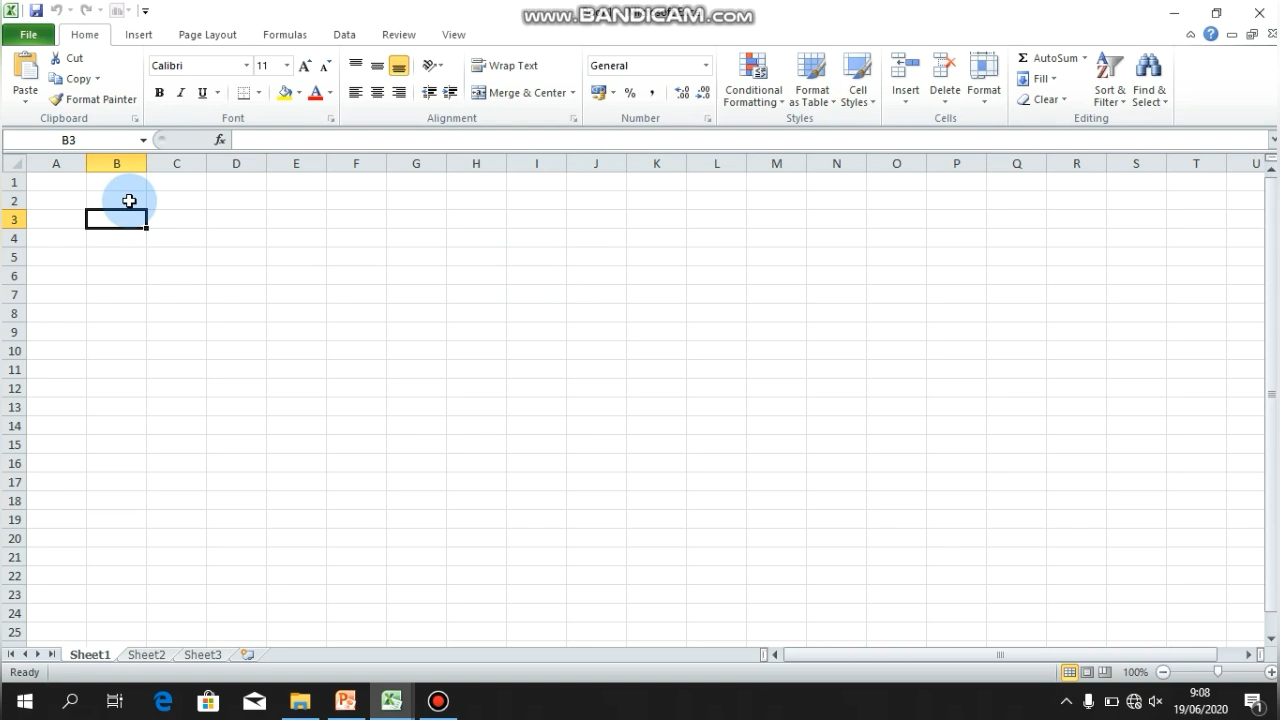 www.BANDICAM.com
File Home Insert Page Layout Formulas Data Review View
Paste
Cut
Copy
Format Painter
Clipboard
Calibri 11
B I U
Font
Wrap Text
Merge & Center
Alignment
General
%
Number
Conditional Formatting
Format as Table
Cell Styles
Styles
Insert
Delete
Format
Cells
Σ AutoSum
Fill
Clear
Sort & Filter
Find & Select
Editing
B3
fx
A B C D E F G H I J K L M N O P Q R S T U
1
2
3
4
5
6
7
8
9
10
11
12
13
14
15
16
17
18
19
20
21
22
23
24
25
Sheet1 Sheet2 Sheet3
Ready
100%
9:08
19/06/2020
1